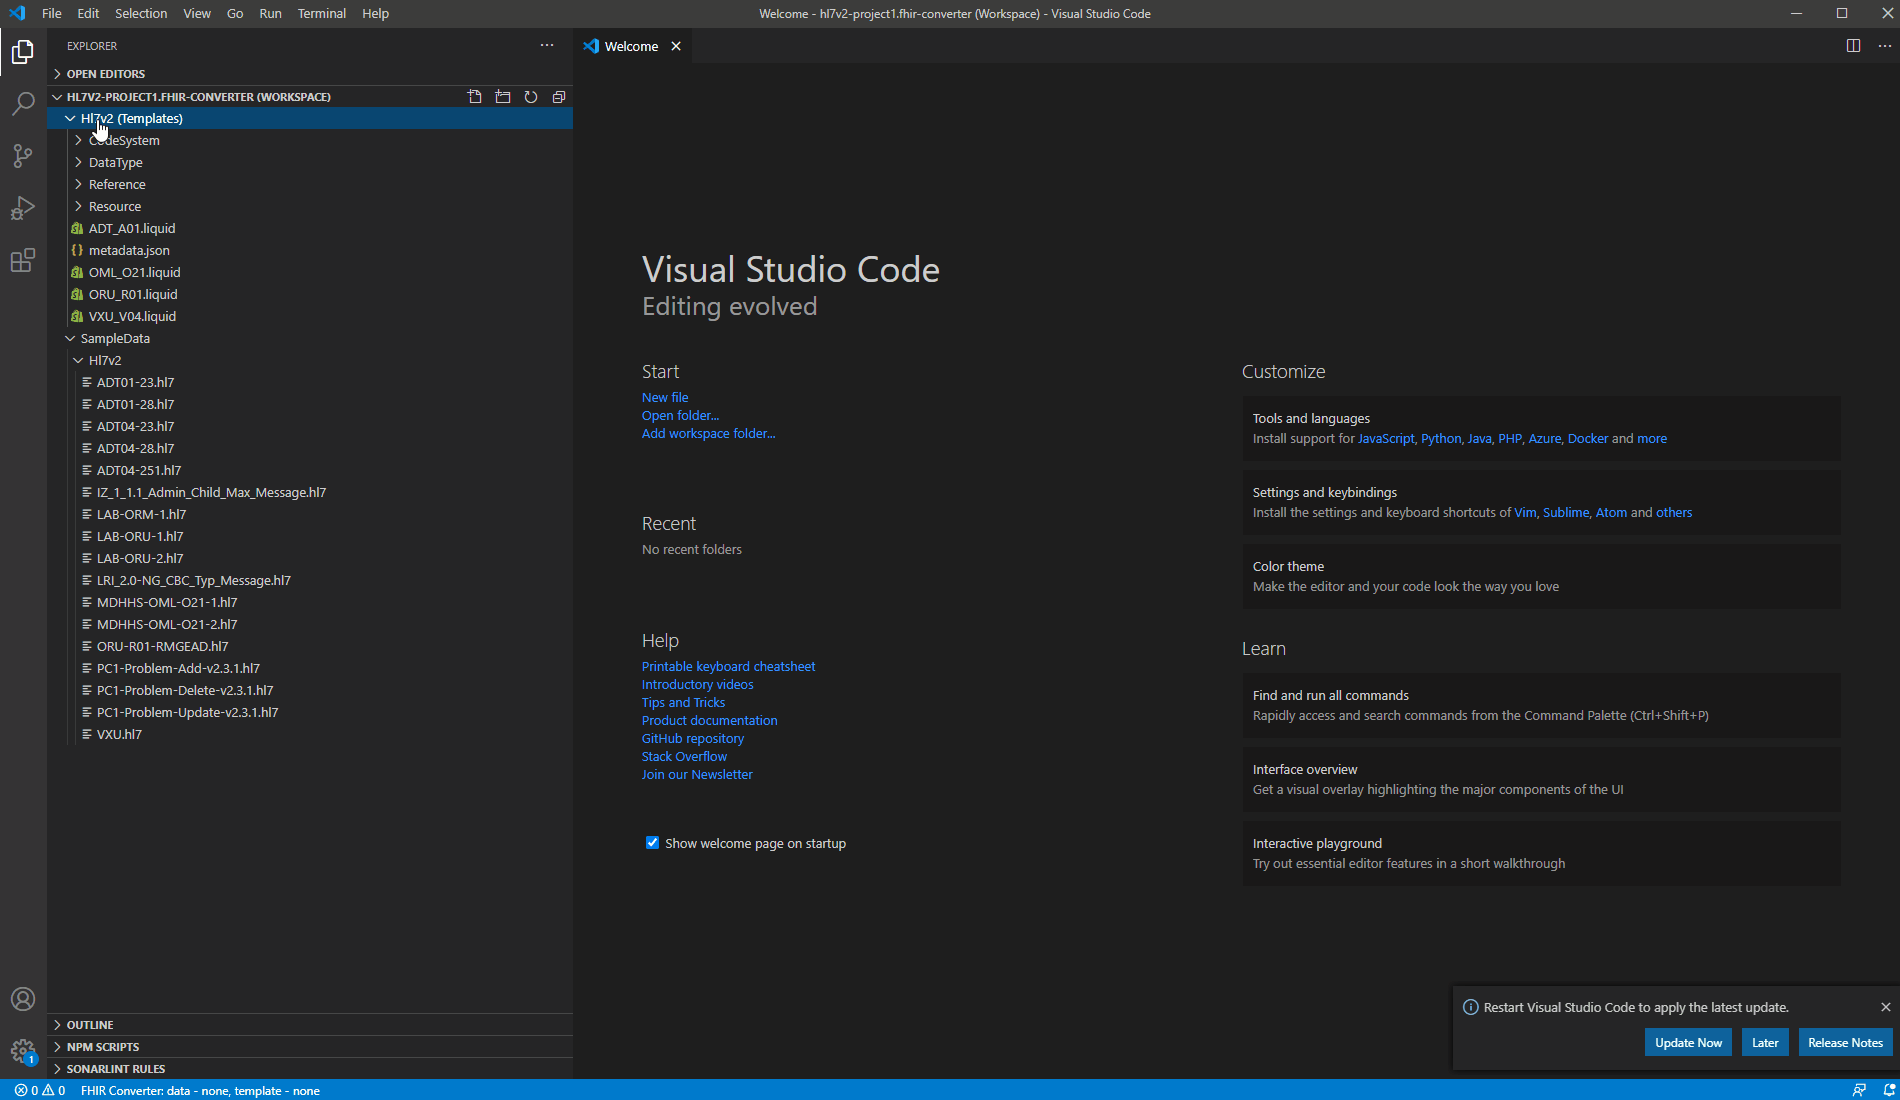 File Edit Selection View Go Run Terminal Help
Welcome - hl7v2-project1.fhir-converter (Workspace) - Visual Studio Code
EXPLORER
OPEN EDITORS
HL7V2-PROJECT1.FHIR-CONVERTER (WORKSPACE)
Hl7v2 (Templates)
CodeSystem
DataType
Reference
Resource
ADT_A01.liquid
metadata.json
OML_O21.liquid
ORU_R01.liquid
VXU_V04.liquid
SampleData
Hl7v2
ADT01-23.hl7
ADT01-28.hl7
ADT04-23.hl7
ADT04-28.hl7
ADT04-251.hl7
IZ_1_1.1_Admin_Child_Max_Message.hl7
LAB-ORM-1.hl7
LAB-ORU-1.hl7
LAB-ORU-2.hl7
LRI_2.0-NG_CBC_Typ_Message.hl7
MDHHS-OML-O21-1.hl7
MDHHS-OML-O21-2.hl7
ORU-R01-RMGEAD.hl7
PC1-Problem-Add-v2.3.1.hl7
PC1-Problem-Delete-v2.3.1.hl7
PC1-Problem-Update-v2.3.1.hl7
VXU.hl7
OUTLINE
NPM SCRIPTS
SONARLINT RULES
1
Welcome
Visual Studio Code
Editing evolved
Start
New file
Open folder...
Add workspace folder...
Recent
No recent folders
Help
Printable keyboard cheatsheet
Introductory videos
Tips and Tricks
Product documentation
GitHub repository
Stack Overflow
Join our Newsletter
Show welcome page on startup
Customize
Tools and languages
Install support for JavaScript, Python, Java, PHP, Azure, Docker and more
Settings and keybindings
Install the settings and keyboard shortcuts of Vim, Sublime, Atom and others
Color theme
Make the editor and your code look the way you love
Learn
Find and run all commands
Rapidly access and search commands from the Command Palette (Ctrl+Shift+P)
Interface overview
Get a visual overlay highlighting the major components of the UI
Interactive playground
Try out essential editor features in a short walkthrough
Restart Visual Studio Code to apply the latest update.
Update Now Later Release Notes
0 0 FHIR Converter: data - none, template - none